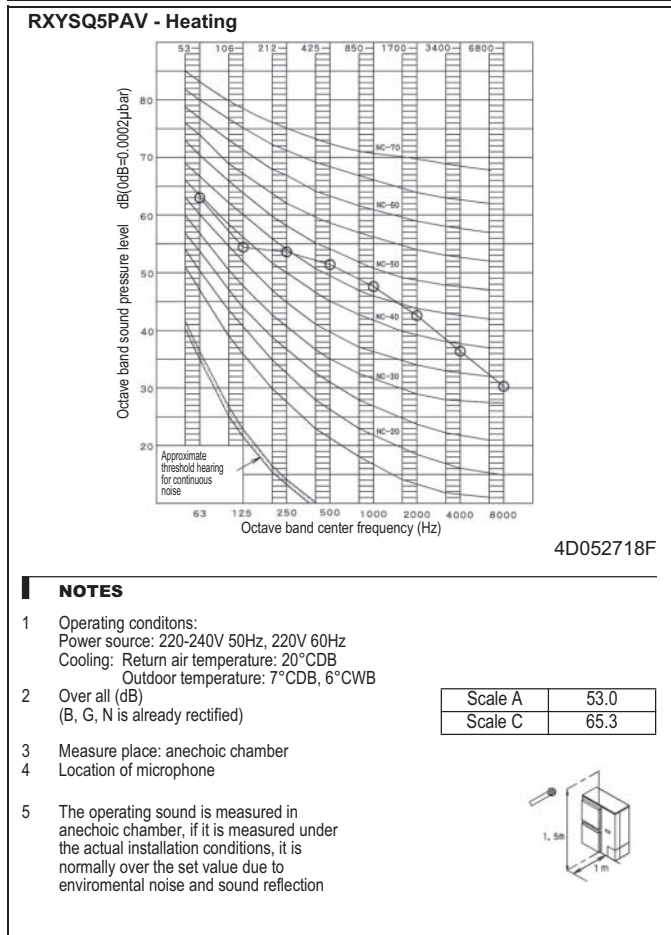 RXYSQ5PAV - Heating
53 106 212 425 850 1700 3400 6800
Octave band sound pressure level dB(0dB=0.0002µbar)
80
70
60
50
40
30
20
NC-70
NC-60
NC-50
NC-40
NC-30
NC-20
Approximate
threshold hearing
for continuous
noise
63 125 250 500 1000 2000 4000 8000
Octave band center frequency (Hz)
4D052718F
NOTES
1 Operating conditons:
Power source: 220-240V 50Hz, 220V 60Hz
Cooling: Return air temperature: 20°CDB
Outdoor temperature: 7°CDB, 6°CWB
2 Over all (dB)
(B, G, N is already rectified)
Scale A 53.0
Scale C 65.3
3 Measure place: anechoic chamber
4 Location of microphone
5 The operating sound is measured in
anechoic chamber, if it is measured under
the actual installation conditions, it is
normally over the set value due to
enviromental noise and sound reflection
1, 5m
1m